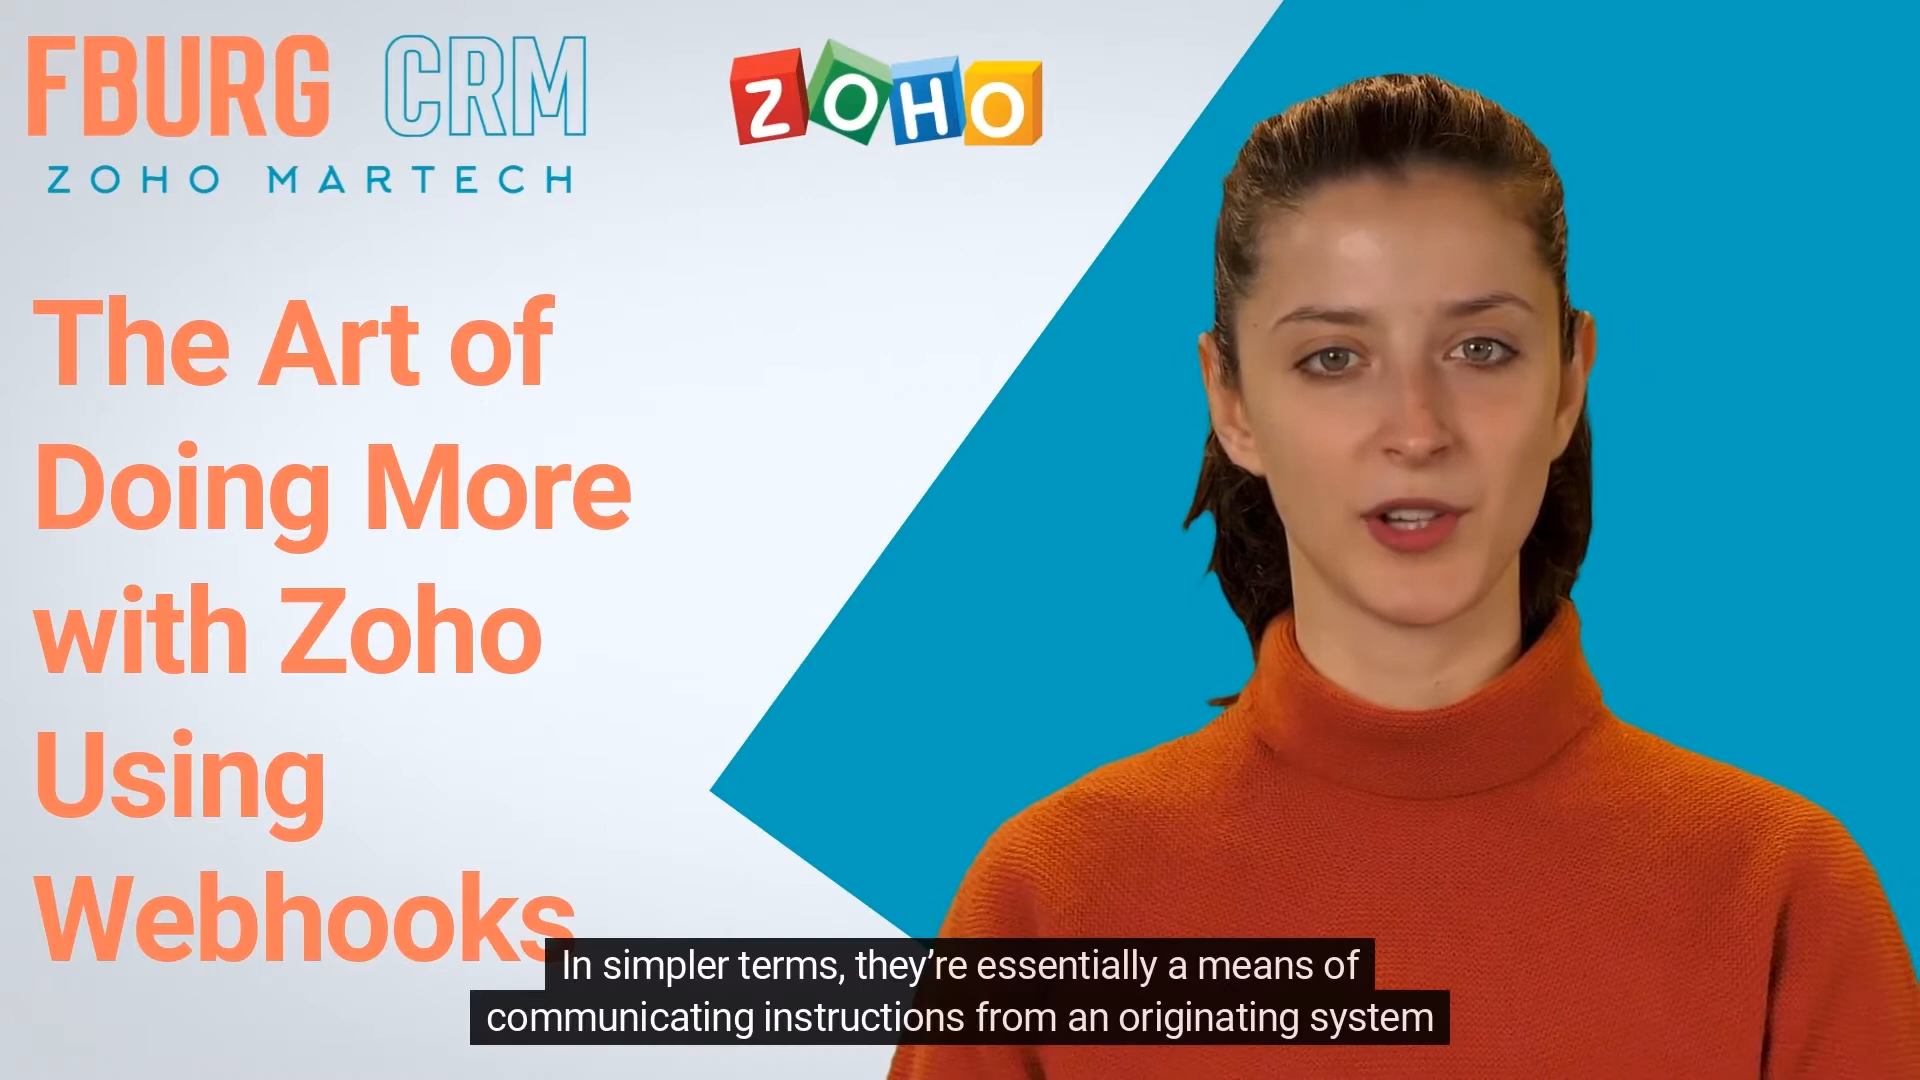 FBURG CRM
ZOHO MARTECH
ZOHO
The Art of
Doing More
with Zoho
Using
Webhooks
In simpler terms, they’re essentially a means of
communicating instructions from an originating system